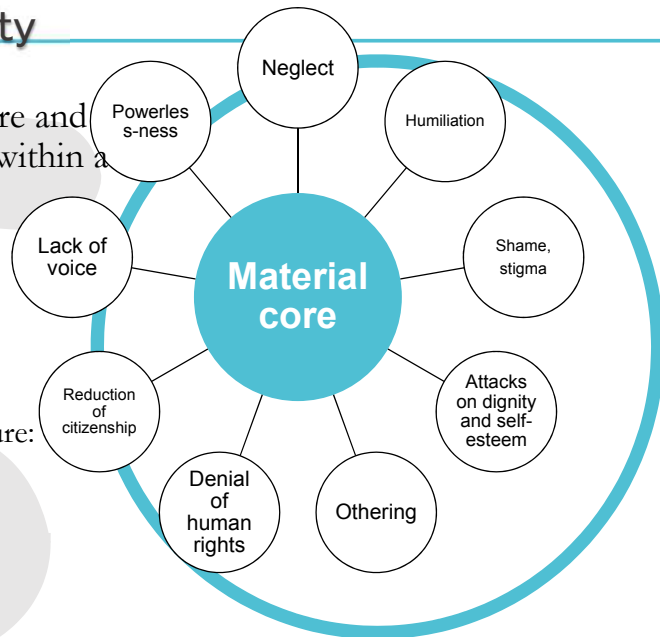 ty
re and
within a
ure:
Neglect
Humiliation
Shame,
stigma
Attacks
on dignity
and self-
esteem
Othering
Denial
of
human
rights
Reduction
of
citizenship
Lack of
voice
Powerles
s-ness
Material
core